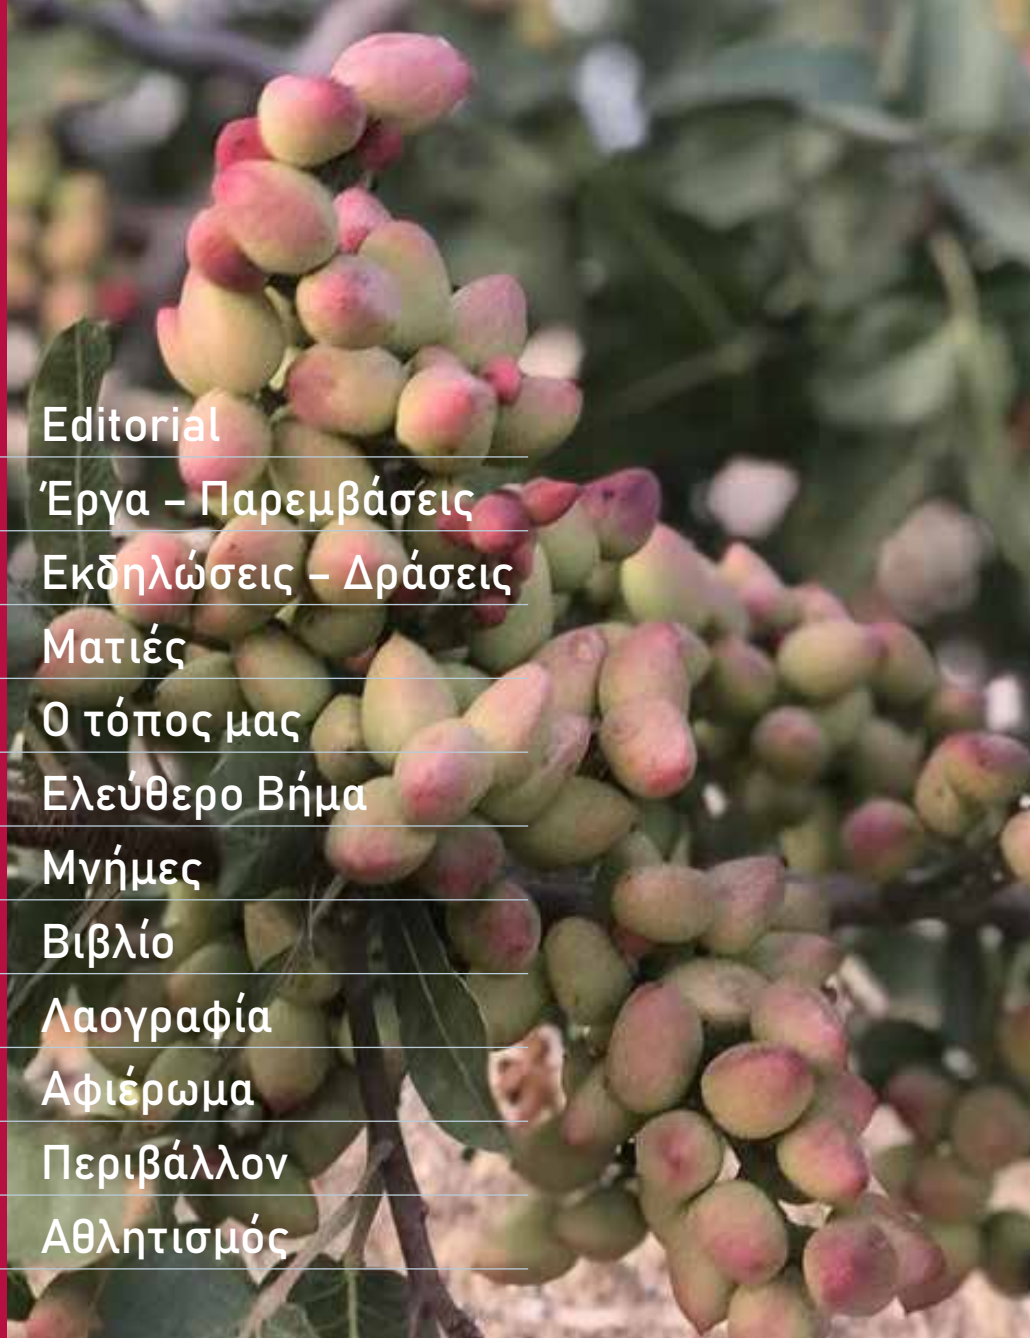 Editorial
Έργα – Παρεμβάσεις
Εκδηλώσεις – Δράσεις
Ματιές
Ο τόπος μας
Ελεύθερο Βήμα
Μνήμες
Βιβλίο
Λαογραφία
Αφιέρωμα
Περιβάλλον
Αθλητισμός